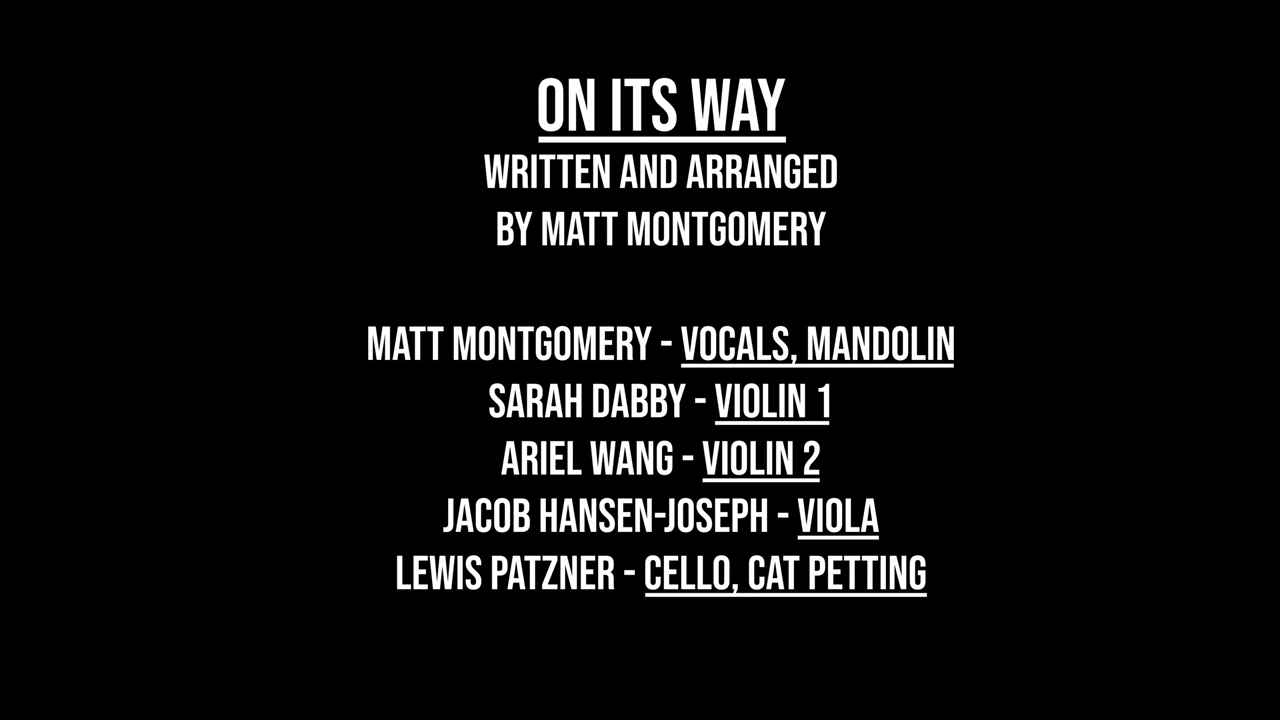 ON ITS WAY
WRITTEN AND ARRANGED
BY MATT MONTGOMERY
MATT MONTGOMERY - VOCALS, MANDOLIN
SARAH DABBY - VIOLIN 1
ARIEL WANG - VIOLIN 2
JACOB HANSEN-JOSEPH - VIOLA
LEWIS PATZNER - CELLO, CAT PETTING